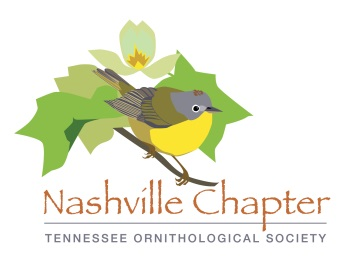 Nashville Chapter
TENNESSEE ORNITHOLOGICAL SOCIETY